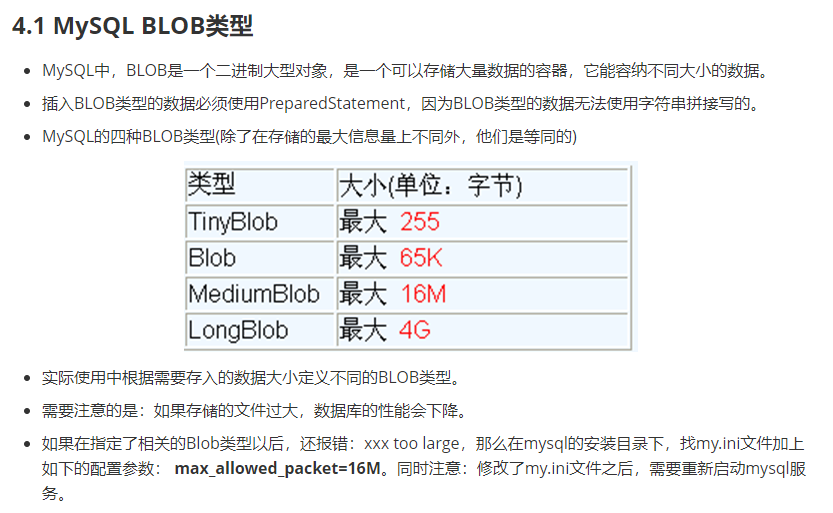 4.1 MySQL BLOB类型
MySQL中，BLOB是一个二进制大型对象，是一个可以存储大量数据的容器，它能容纳不同大小的数据。
插入BLOB类型的数据必须使用PreparedStatement，因为BLOB类型的数据无法使用字符串拼接写的。
MySQL的四种BLOB类型(除了在存储的最大信息量上不同外，他们是等同的)
类型 大小(单位：字节)
TinyBlob 最大 255
Blob 最大 65K
MediumBlob 最大 16M
LongBlob 最大 4G
实际使用中根据需要存入的数据大小定义不同的BLOB类型。
需要注意的是：如果存储的文件过大，数据库的性能会下降。
如果在指定了相关的Blob类型以后，还报错：xxx too large，那么在mysql的安装目录下，找my.ini文件加上
如下的配置参数： max_allowed_packet=16M。同时注意：修改了my.ini文件之后，需要重新启动mysql服
务。